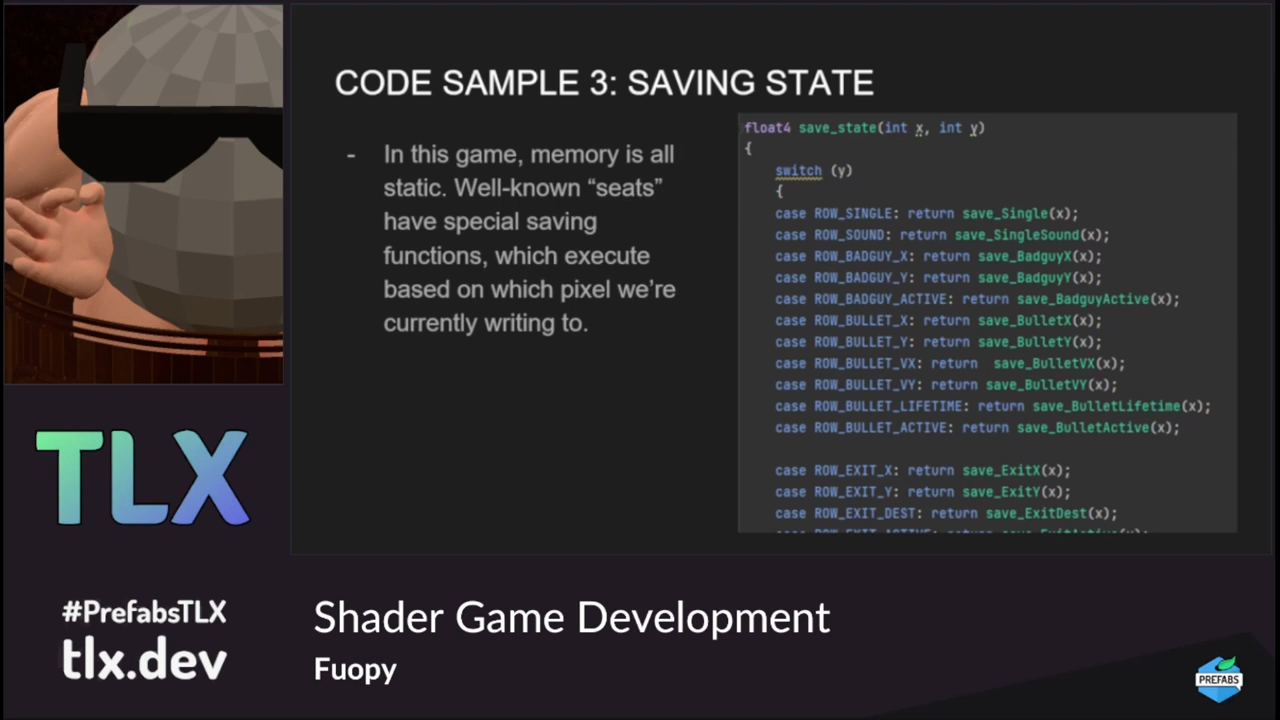 CODE SAMPLE 3: SAVING STATE
- In this game, memory is all
static. Well-known “seats”
have special saving
functions, which execute
based on which pixel we’re
currently writing to.
float4 save_state(int x, int y)
{
switch (y)
{
case ROW_SINGLE: return save_Single(x);
case ROW_SOUND: return save_SingleSound(x);
case ROW_BADGUY_X: return save_BadguyX(x);
case ROW_BADGUY_Y: return save_BadguyY(x);
case ROW_BADGUY_ACTIVE: return save_BadguyActive(x);
case ROW_BULLET_X: return save_BulletX(x);
case ROW_BULLET_Y: return save_BulletY(x);
case ROW_BULLET_VX: return  save_BulletVX(x);
case ROW_BULLET_VY: return save_BulletVY(x);
case ROW_BULLET_LIFETIME: return save_BulletLifetime(x);
case ROW_BULLET_ACTIVE: return save_BulletActive(x);
case ROW_EXIT_X: return save_ExitX(x);
case ROW_EXIT_Y: return save_ExitY(x);
case ROW_EXIT_DEST: return save_ExitDest(x);
TLX
#PrefabsTLX
tlx.dev
Shader Game Development
Fuopy
PREFABS